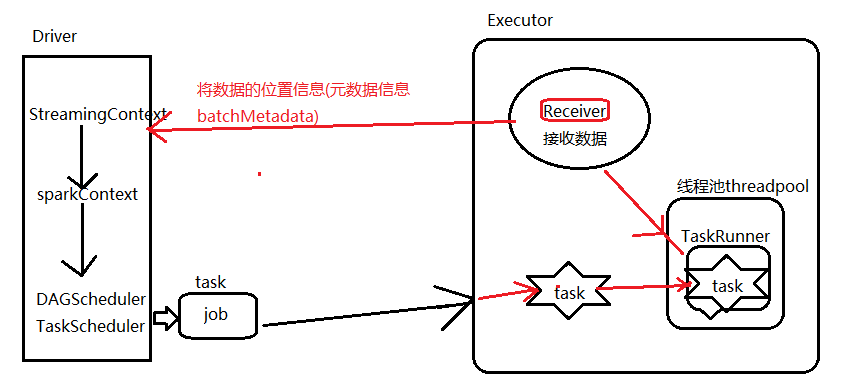 Driver
StreamingContext
sparkContext
DAGScheduler
TaskScheduler
task
job
将数据的位置信息(元数据信息
batchMetadata)
Executor
Receiver
接收数据
线程池threadpool
TaskRunner
task
task